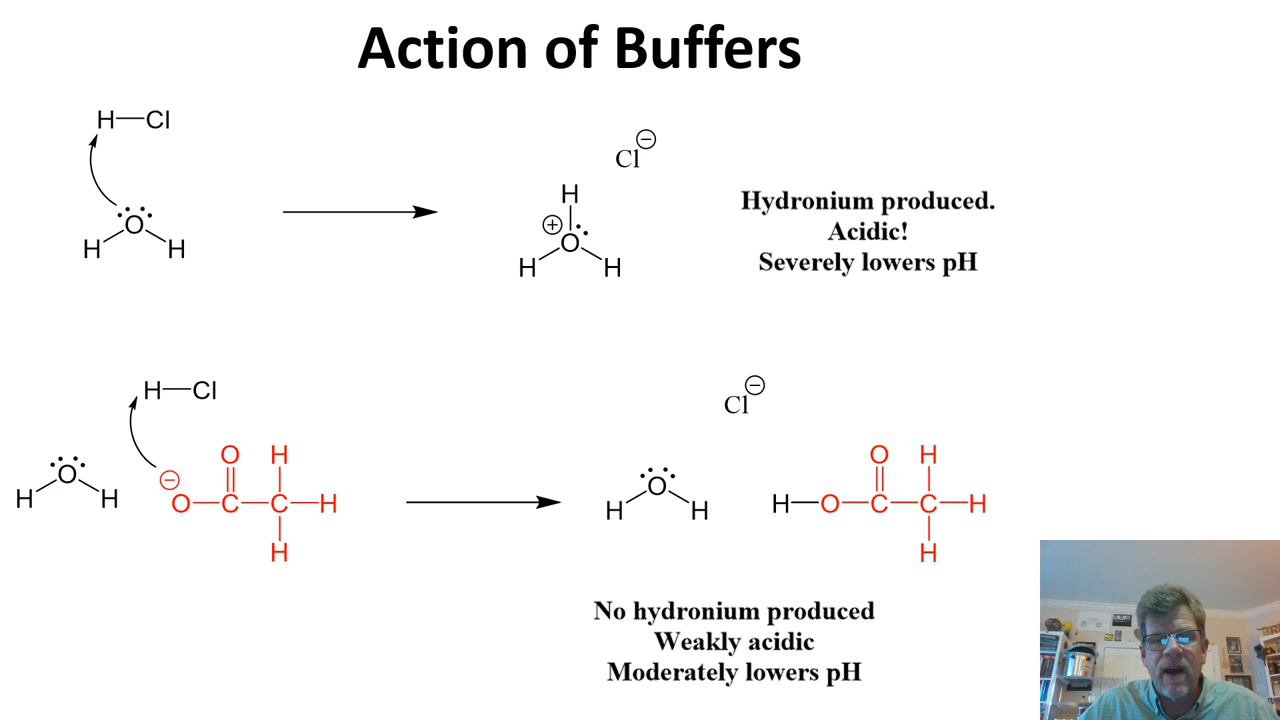 Action of Buffers
H Cl
O
H H
Cl ⊖
H
⊕
O
H H
Hydronium produced.
Acidic!
Severely lowers pH
H Cl
O
H H
⊖
O H
O C C H
H
Cl ⊖
O
H H
O H
H O C C H
H
No hydronium produced
Weakly acidic
Moderately lowers pH